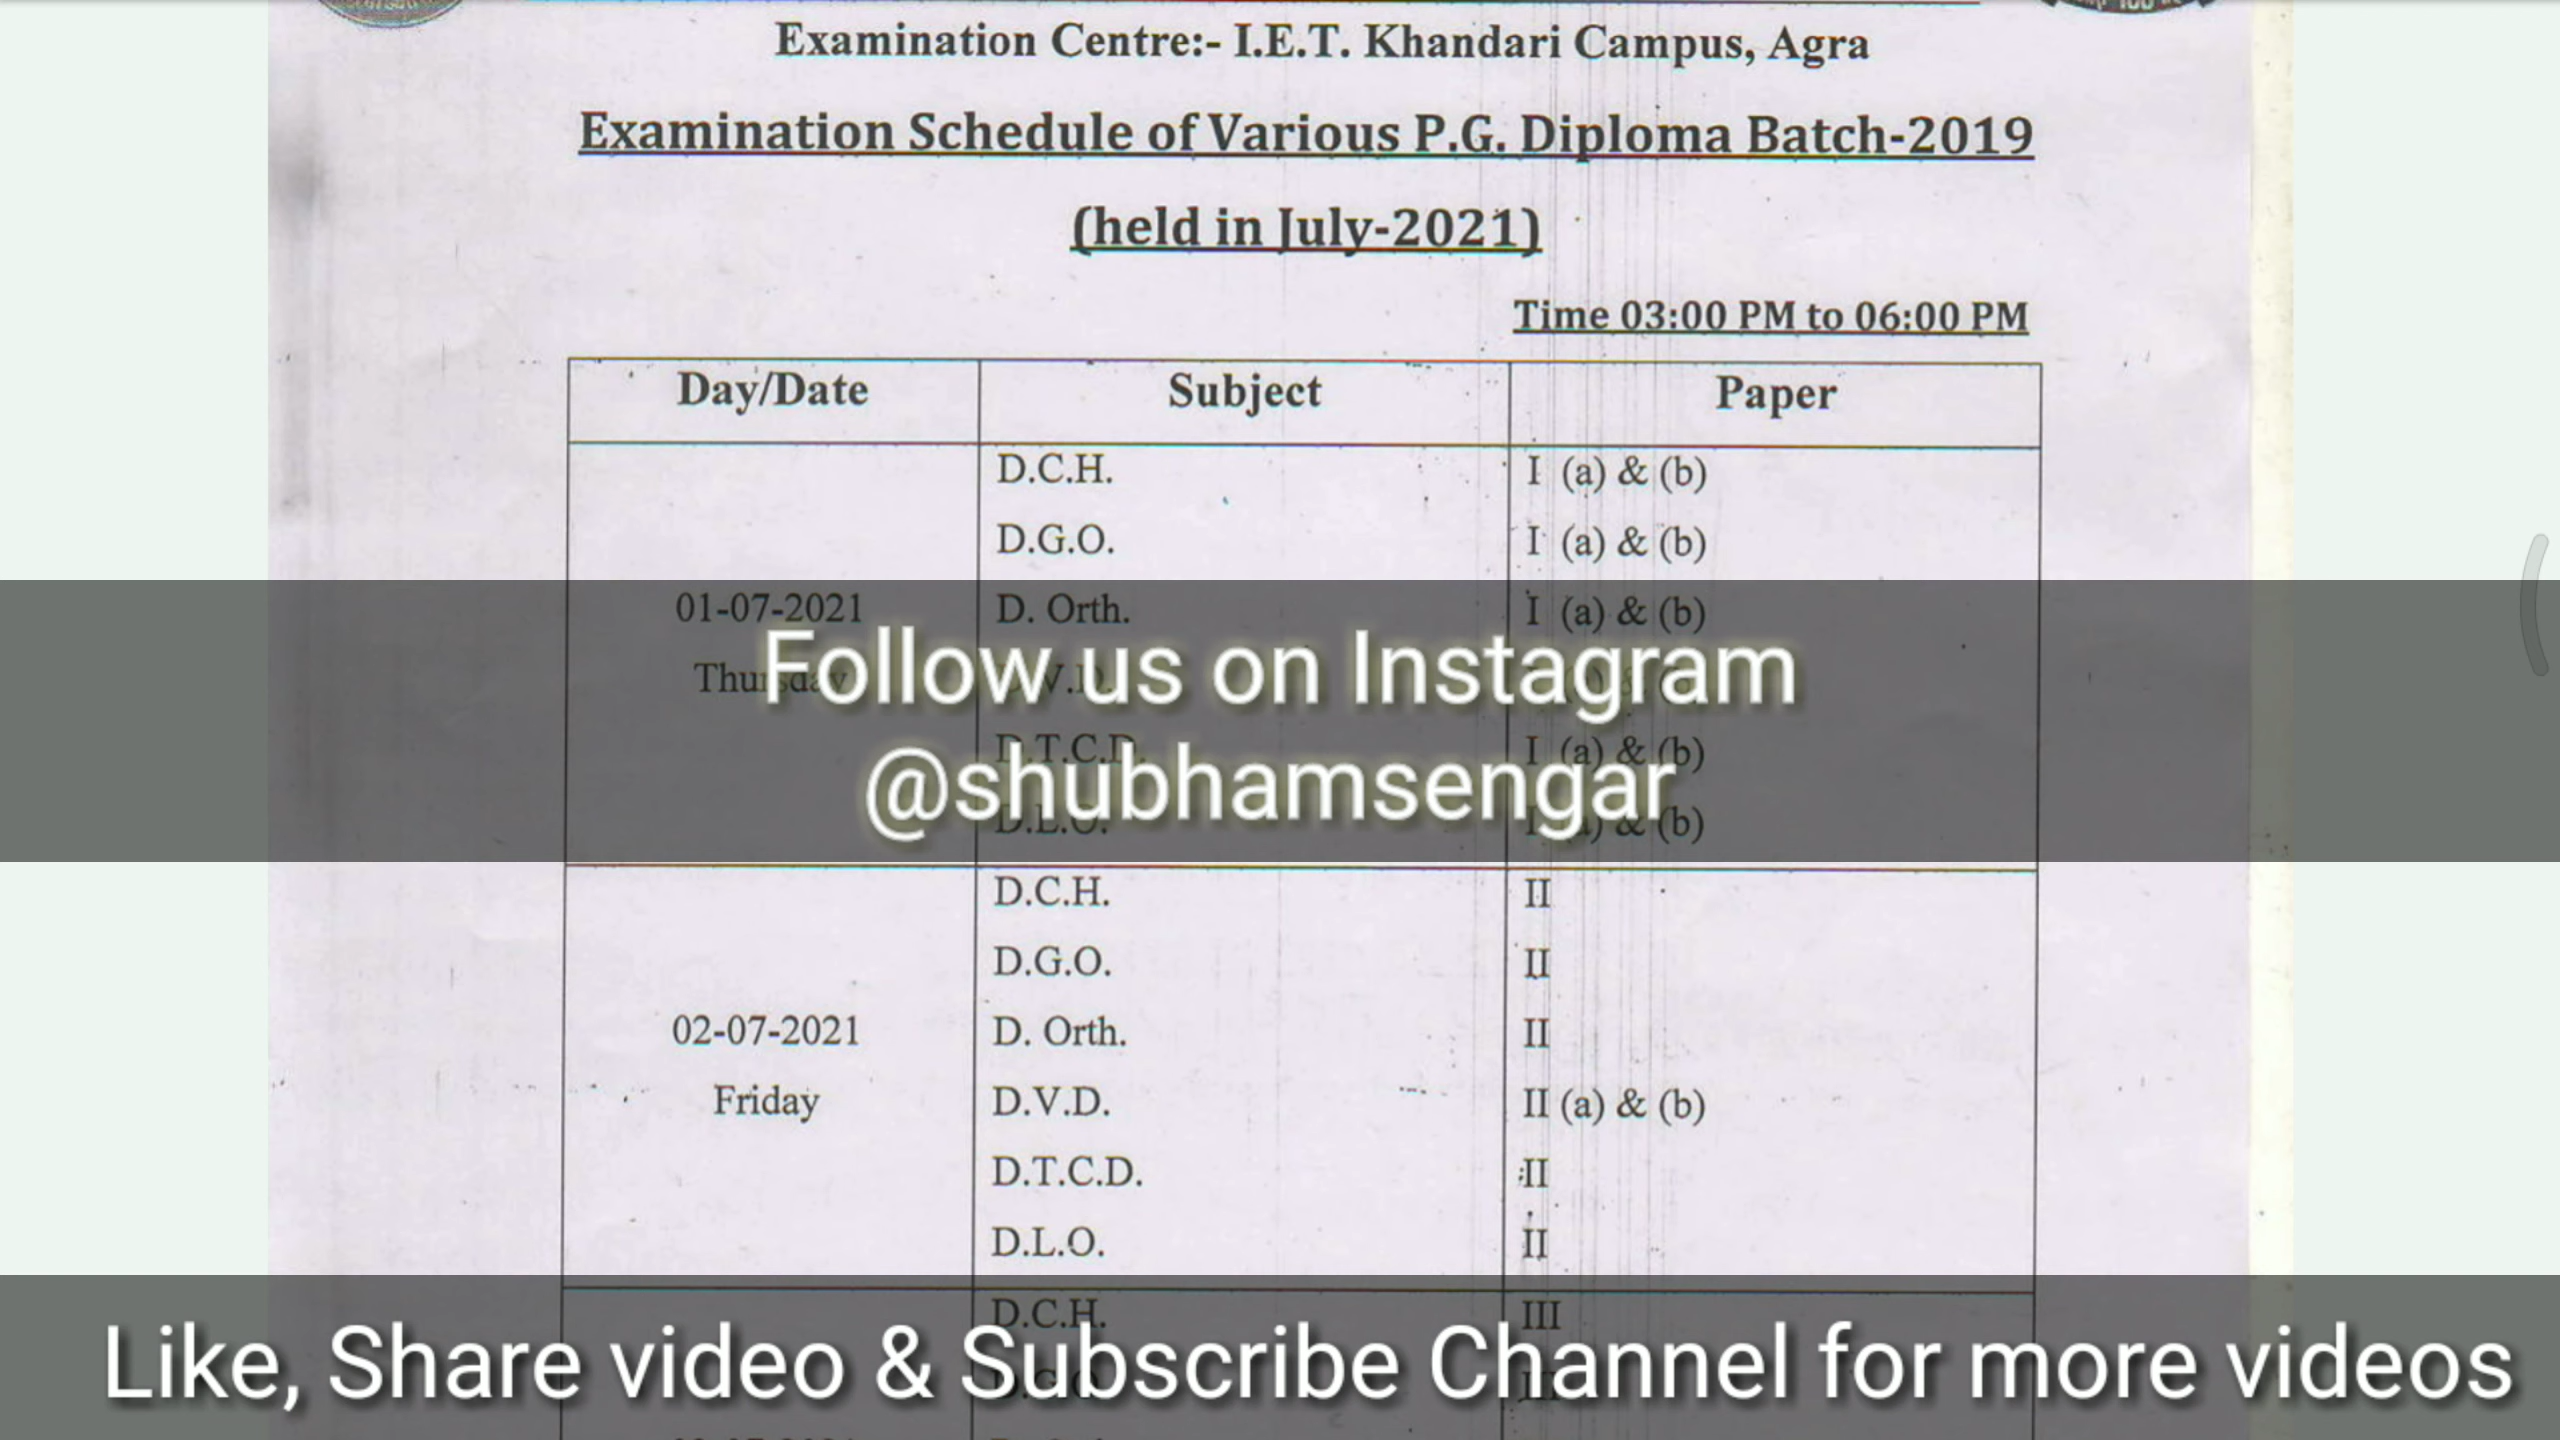 Examination Centre:- I.E.T. Khandari Campus, Agra
Examination Schedule of Various P.G. Diploma Batch-2019
(held in July-2021)
Time 03:00 PM to 06:00 PM
Day/Date Subject Paper
D.C.H. I (a) & (b)
D.G.O. I (a) & (b)
01-07-2021 D. Orth. I (a) & (b)
Thursday
Follow us on Instagram
D.T.C.D. I (a) & (b)
@shubhamsengar
D.L.O. I (a) & (b)
D.C.H. II
D.G.O. II
02-07-2021 D. Orth. II
Friday D.V.D. II (a) & (b)
D.T.C.D. II
D.L.O. II
D.C.H. III
Like, Share video & Subscribe Channel for more videos